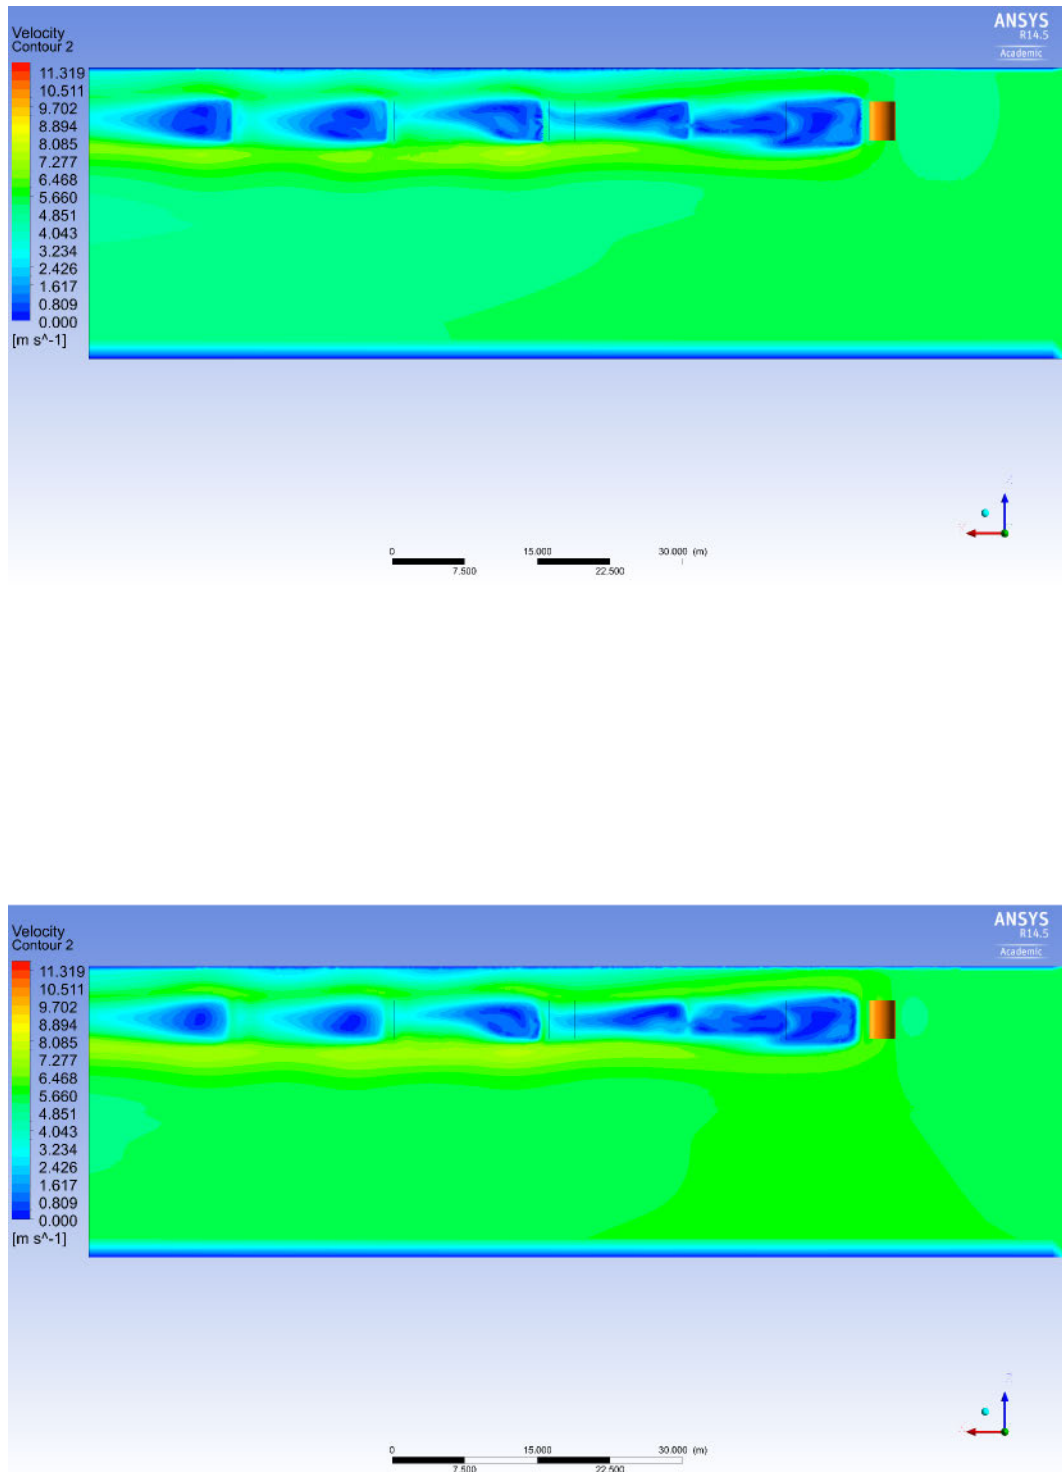 ANSYS
R14.5
Academic
Velocity
Contour 2
11.319
10.511
9.702
8.894
8.085
7.277
6.468
5.660
4.851
4.043
3.234
2.426
1.617
0.809
0.000
[m s^-1]
0 15.000 30.000 (m)
7.500 22.500
ANSYS
R14.5
Academic
Velocity
Contour 2
11.319
10.511
9.702
8.894
8.085
7.277
6.468
5.660
4.851
4.043
3.234
2.426
1.617
0.809
0.000
[m s^-1]
0 15.000 30.000 (m)
7.500 22.500